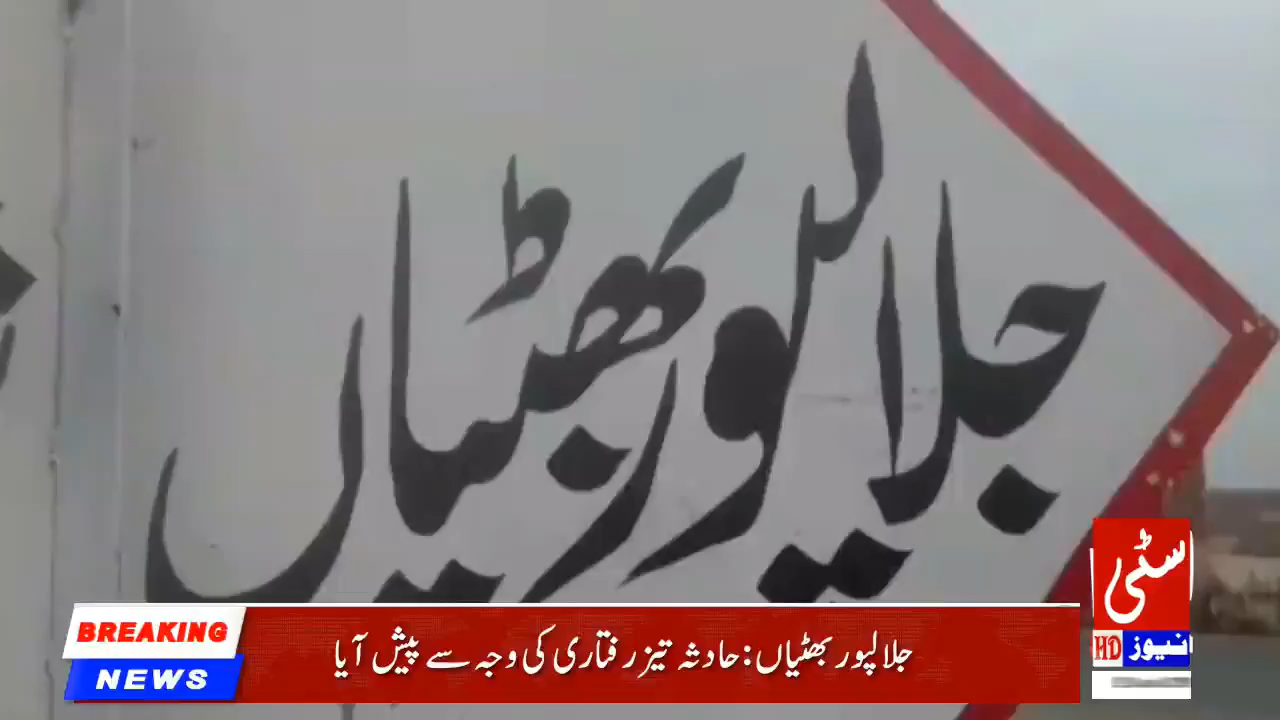 جلالپور بھٹیاں
BREAKING
NEWS
جلالپور بھٹیاں: حادثہ تیز رفتاری کی وجہ سے پیش آیا
سٹی
HD نیوز